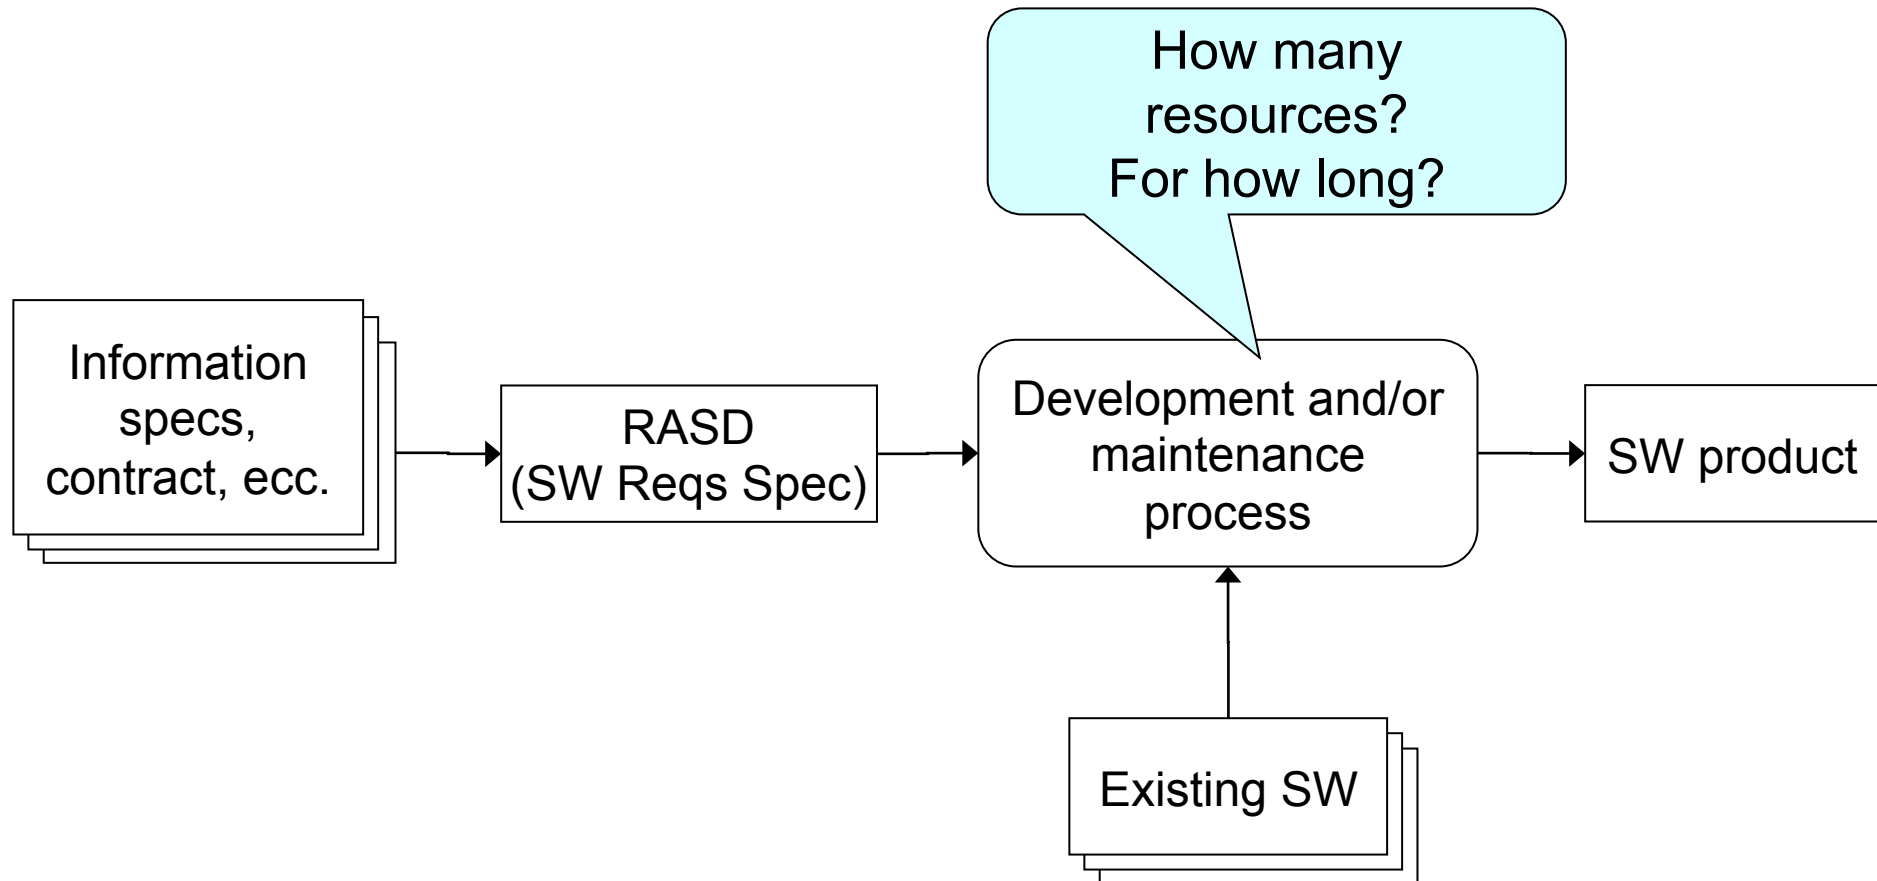 How many
resources?
For how long?
Information
specs,
contract, ecc.
RASD
(SW Reqs Spec)
Development and/or
maintenance
process
SW product
Existing SW